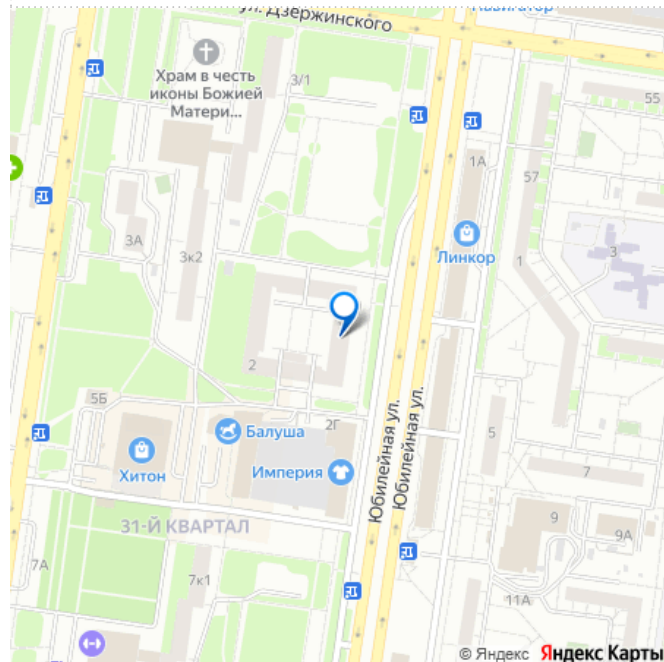 ул. Дзержинского
Навигатор
Храм в честь
иконы Божией
Матери...
3/1
55
1А
57
Линкор
3А
3к2
1
3
2
5Б
Балуша
2Г
Хитон
Империя
Юбилейная ул.
Юбилейная ул.
5
7
31-Й КВАРТАЛ
9
9А
7А
7к1
11А
© Яндекс Яндекс Карты